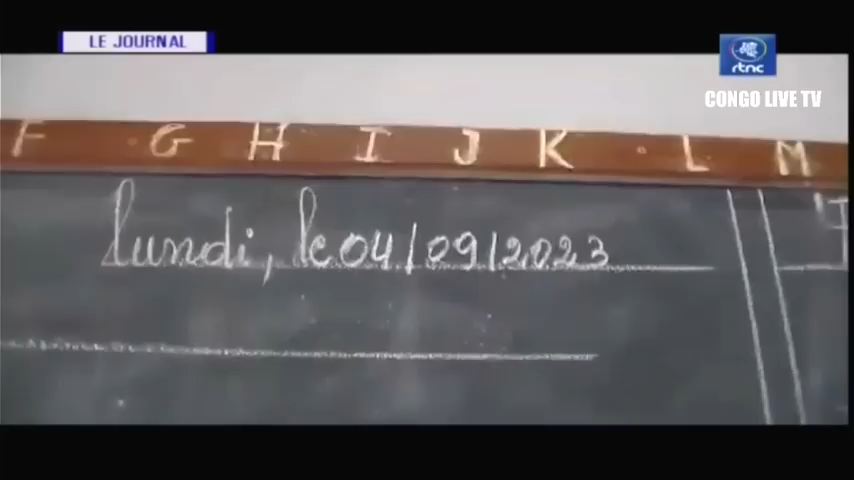 LE JOURNAL
rtnc
CONGO LIVE TV
F G H I J K L M
lundi, le 04/09/2023